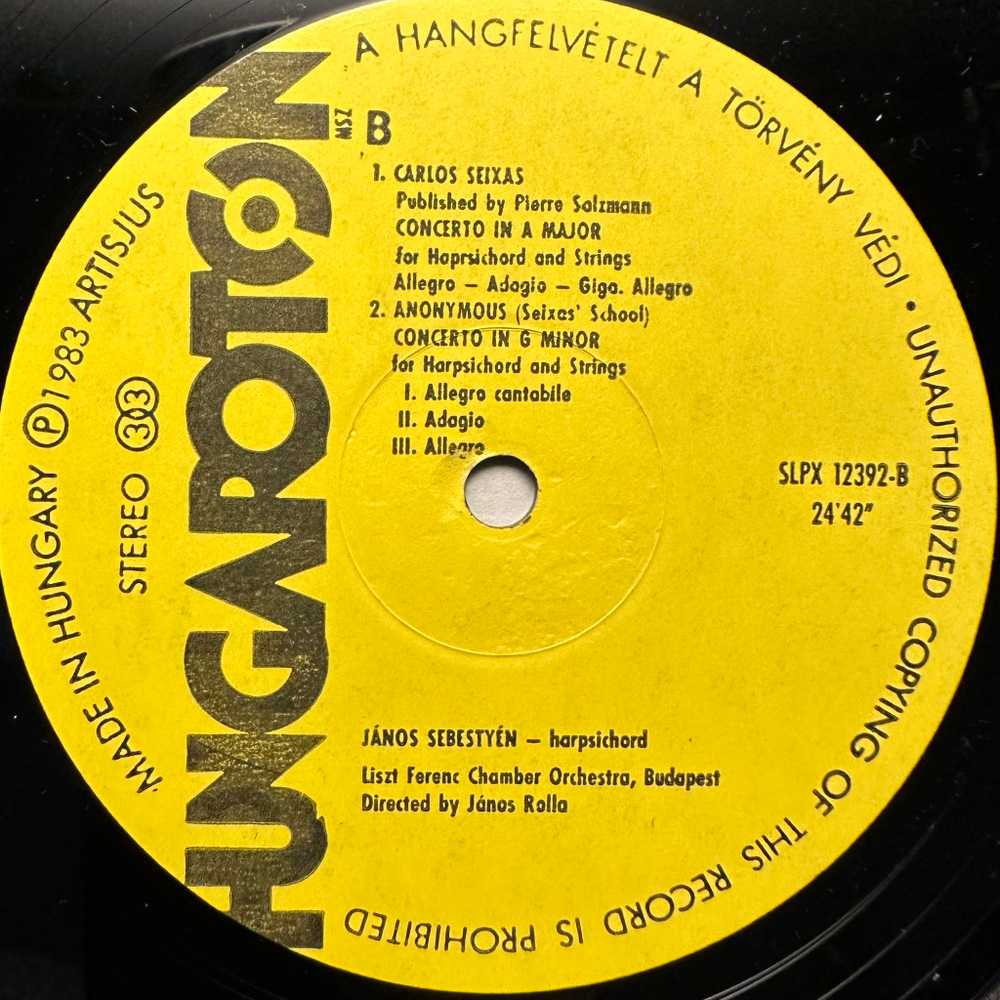 A HANGFELVÉTELT A TÖRVÉNY VÉDI • UNAUTHORIZED COPYING OF THIS RECORD IS PROHIBITED
MADE IN HUNGARY Ⓟ 1983 ARTISJUS
STEREO 33
HUNGAROTON
MSZ
B
1. CARLOS SEIXAS
Published by Pierre Salzmann
CONCERTO IN A MAJOR
for Haprsichord and Strings
Allegro – Adagio – Giga. Allegro
2. ANONYMOUS (Seixas' School)
CONCERTO IN G MINOR
for Harpsichord and Strings
I. Allegro cantabile
II. Adagio
III. Allegro
SLPX 12392-B
24'42"
JÁNOS SEBESTYÉN – harpsichord
Liszt Ferenc Chamber Orchestra, Budapest
Directed by János Rolla